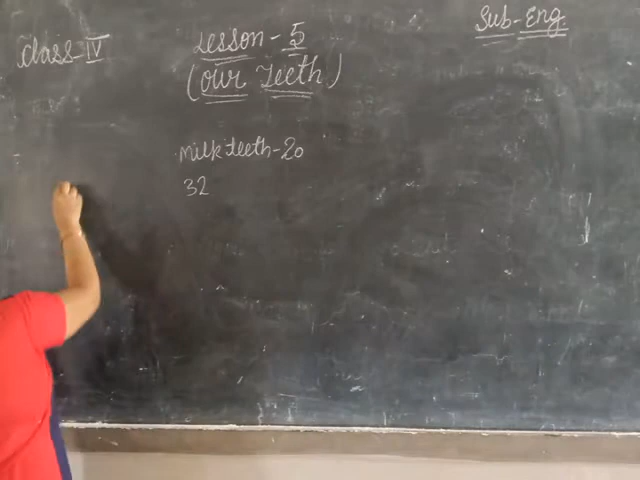 Class-IV
Lesson-5
Sub-Eng
(Our Teeth)
Milk teeth-20
32